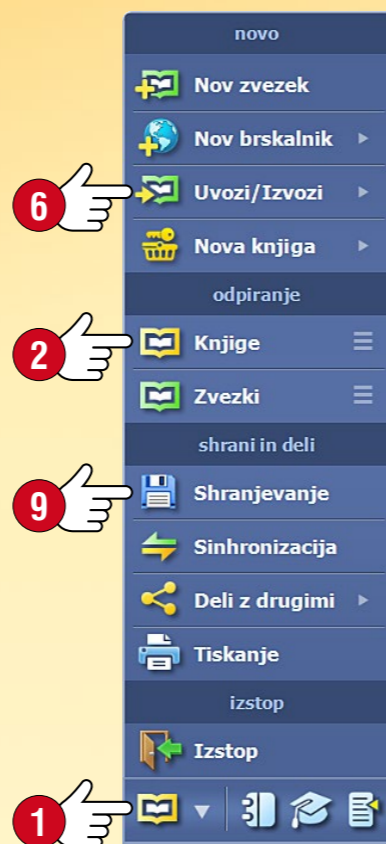 novo
Nov zvezek
Nov brskalnik
6
Uvozi/Izvozi
Nova knjiga
odpiranje
2
Knjige
Zvezki
shrani in deli
9
Shranjevanje
Sinhronizacija
Deli z drugimi
Tiskanje
izstop
Izstop
1